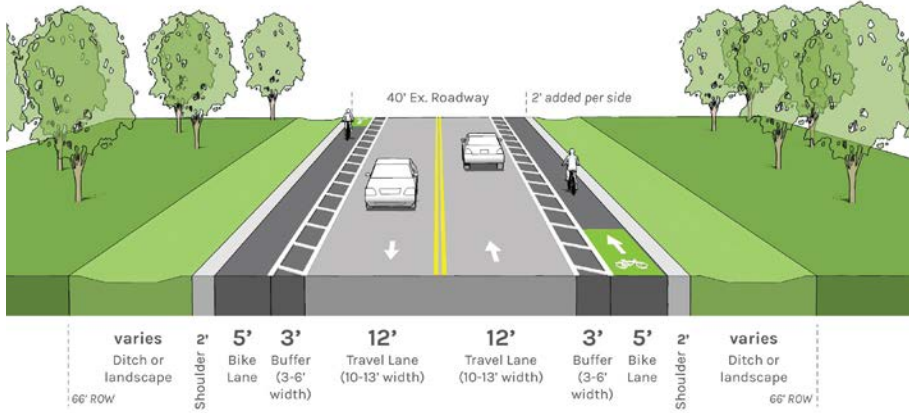 40' Ex. Roadway
2' added per side
varies
Ditch or
landscape
66' ROW
2'
Shoulder
5'
Bike
Lane
3'
Buffer
(3-6'
width)
12'
Travel Lane
(10-13' width)
12'
Travel Lane
(10-13' width)
3'
Buffer
(3-6'
width)
5'
Bike
Lane
2'
Shoulder
varies
Ditch or
landscape
66' ROW